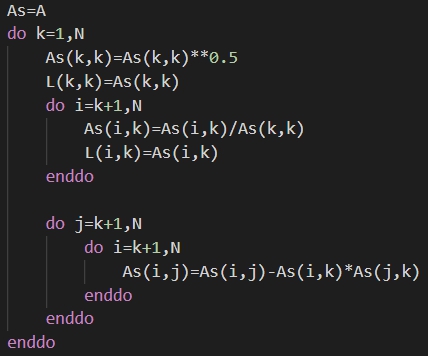 As=A
do k=1,N
    As(k,k)=As(k,k)**0.5
    L(k,k)=As(k,k)
    do i=k+1,N
        As(i,k)=As(i,k)/As(k,k)
        L(i,k)=As(i,k)
    enddo

    do j=k+1,N
        do i=k+1,N
            As(i,j)=As(i,j)-As(i,k)*As(j,k)
        enddo
    enddo
enddo